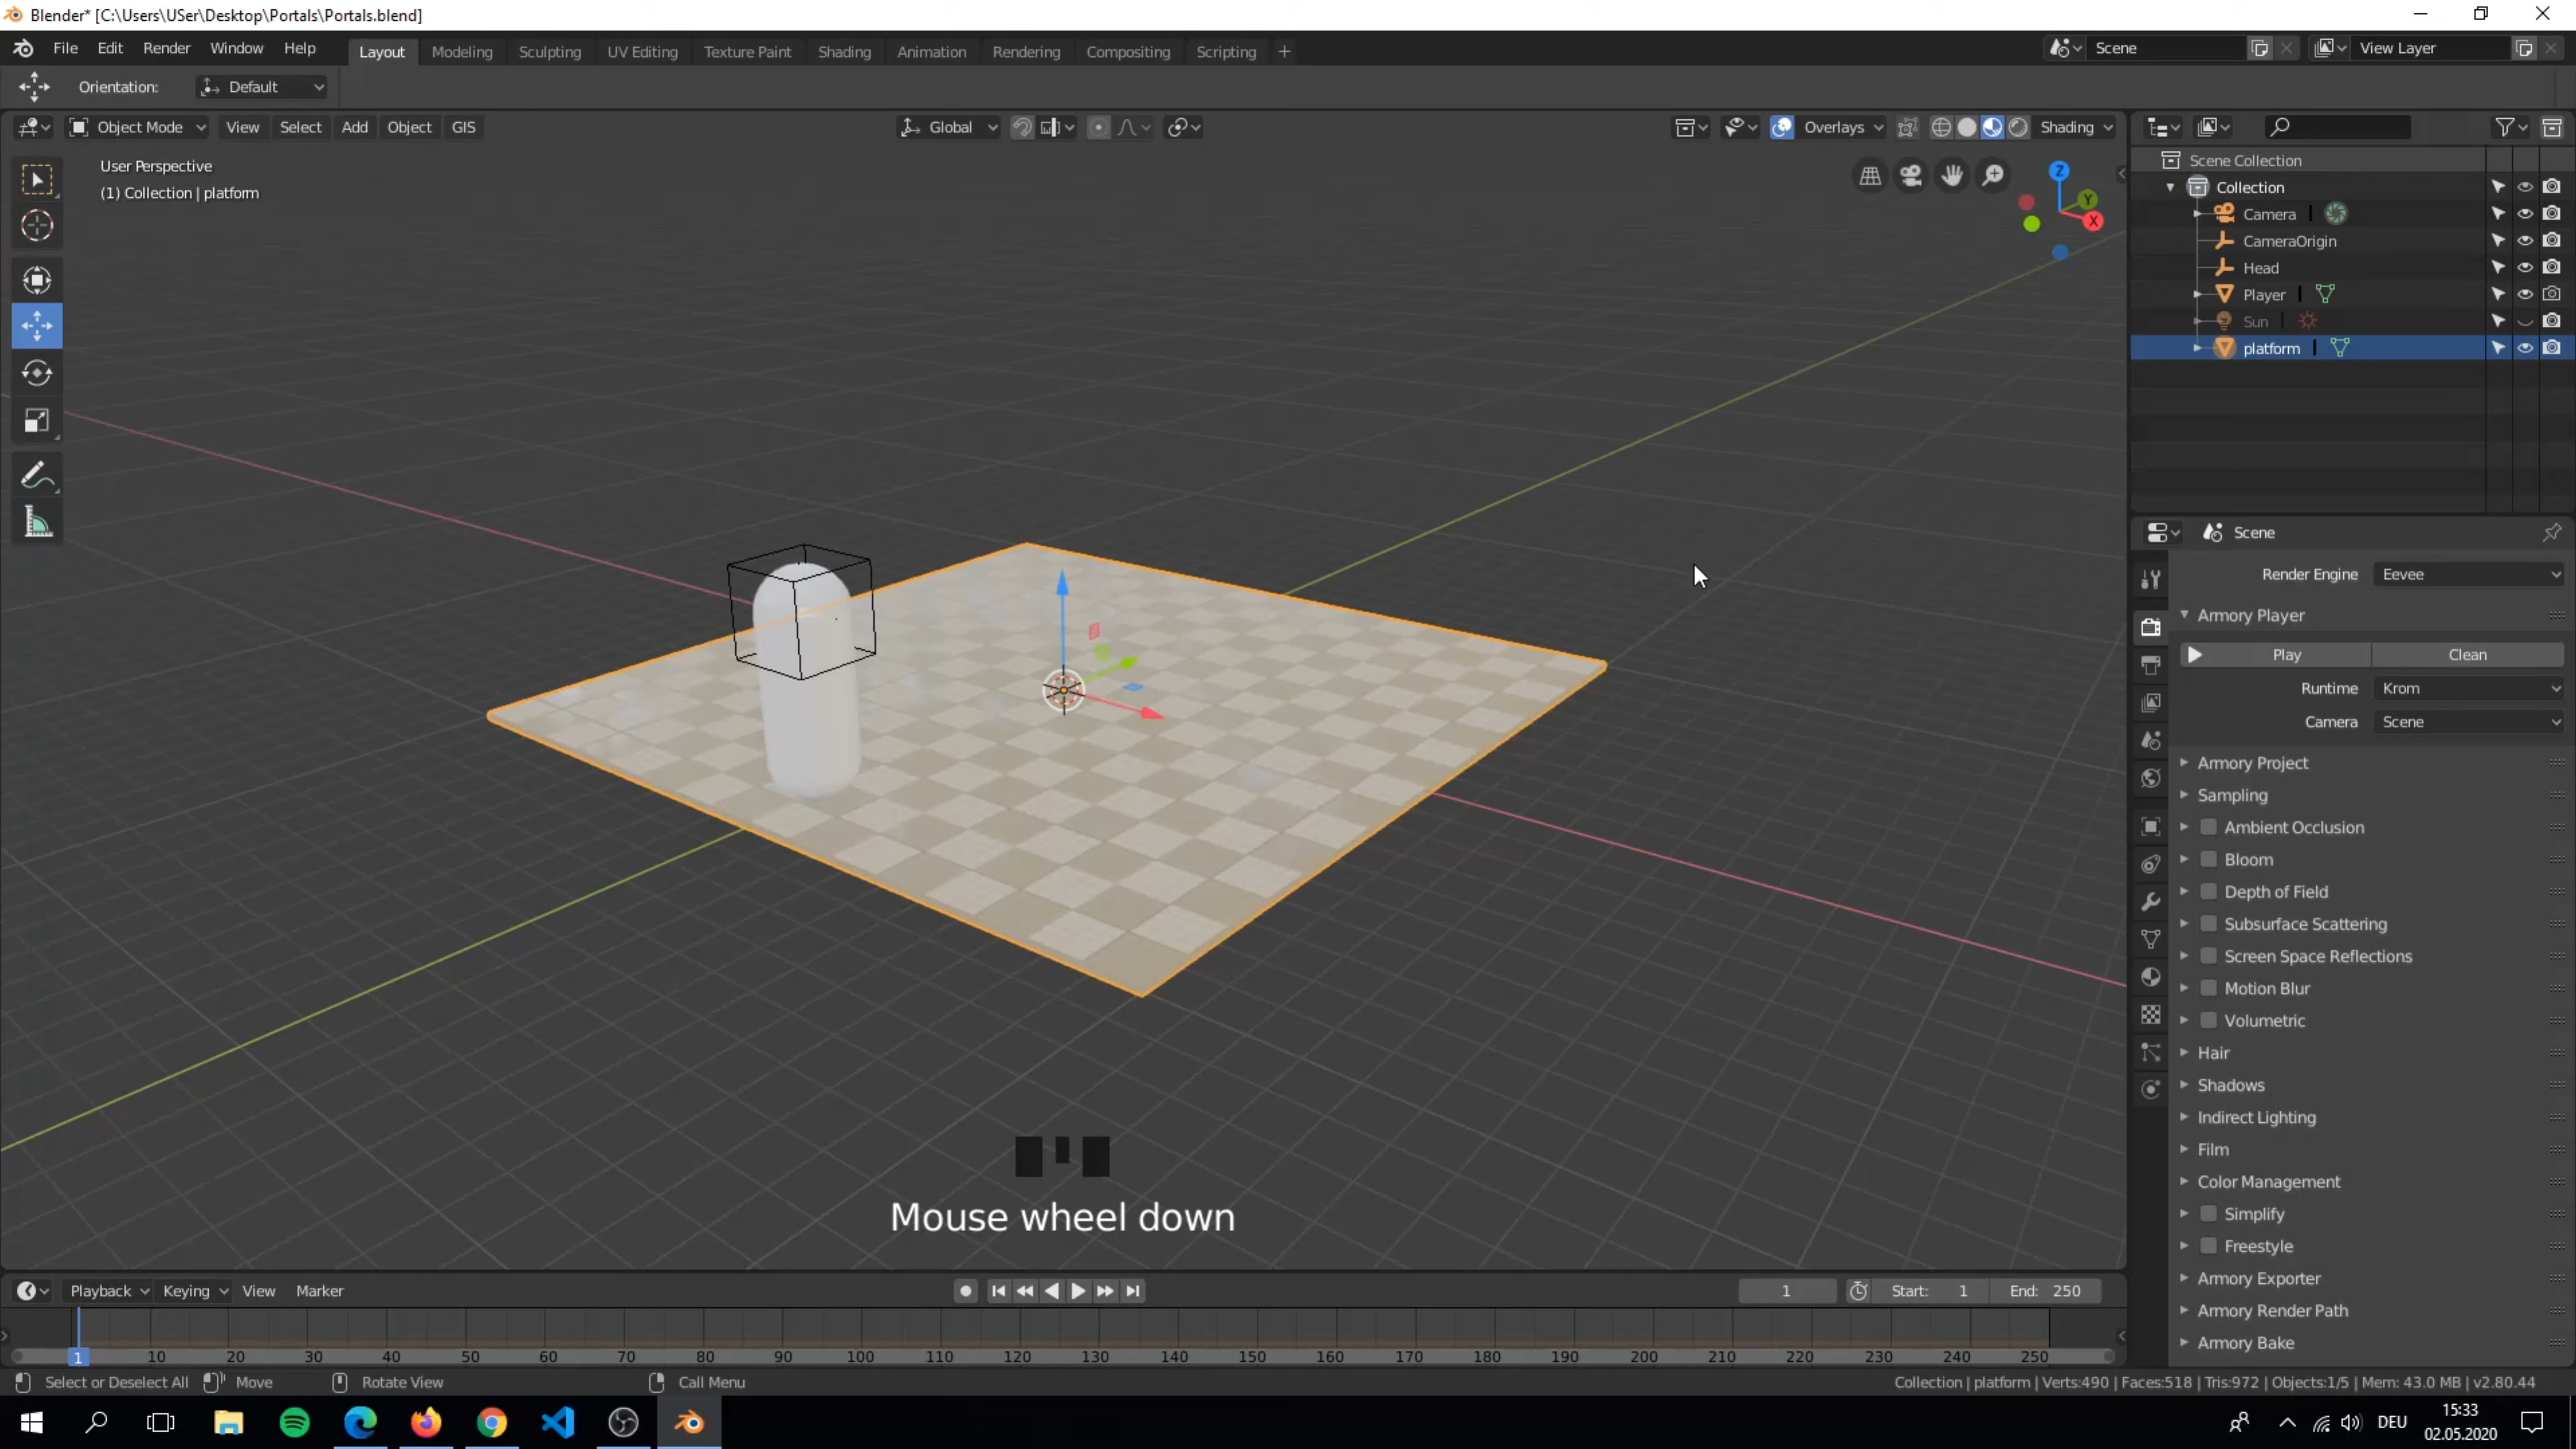 Blender* [C:\Users\USer\Desktop\Portals\Portals.blend]
File Edit Render Window Help Layout Modeling Sculpting UV Editing Texture Paint Shading Animation Rendering Compositing Scripting + Scene View Layer
Orientation: Default
Object Mode View Select Add Object GIS Global Overlays Shading
User Perspective
(1) Collection | platform
Z
Y
X
Scene Collection
Collection
Camera
CameraOrigin
Head
Player
Sun
platform
Scene
Render Engine Eevee
Armory Player
Play Clean
Runtime Krom
Camera Scene
Armory Project
Sampling
Ambient Occlusion
Bloom
Depth of Field
Subsurface Scattering
Screen Space Reflections
Motion Blur
Volumetric
Hair
Shadows
Indirect Lighting
Film
Color Management
Simplify
Freestyle
Armory Exporter
Armory Render Path
Armory Bake
Mouse wheel down
Playback Keying View Marker 1 Start: 1 End: 250
1 10 20 30 40 50 60 70 80 90 100 110 120 130 140 150 160 170 180 190 200 210 220 230 240 250
Select or Deselect All Move Rotate View Call Menu Collection | platform | Verts:490 | Faces:518 | Tris:972 | Objects:1/5 | Mem: 43.0 MB | v2.80.44
DEU
15:33
02.05.2020